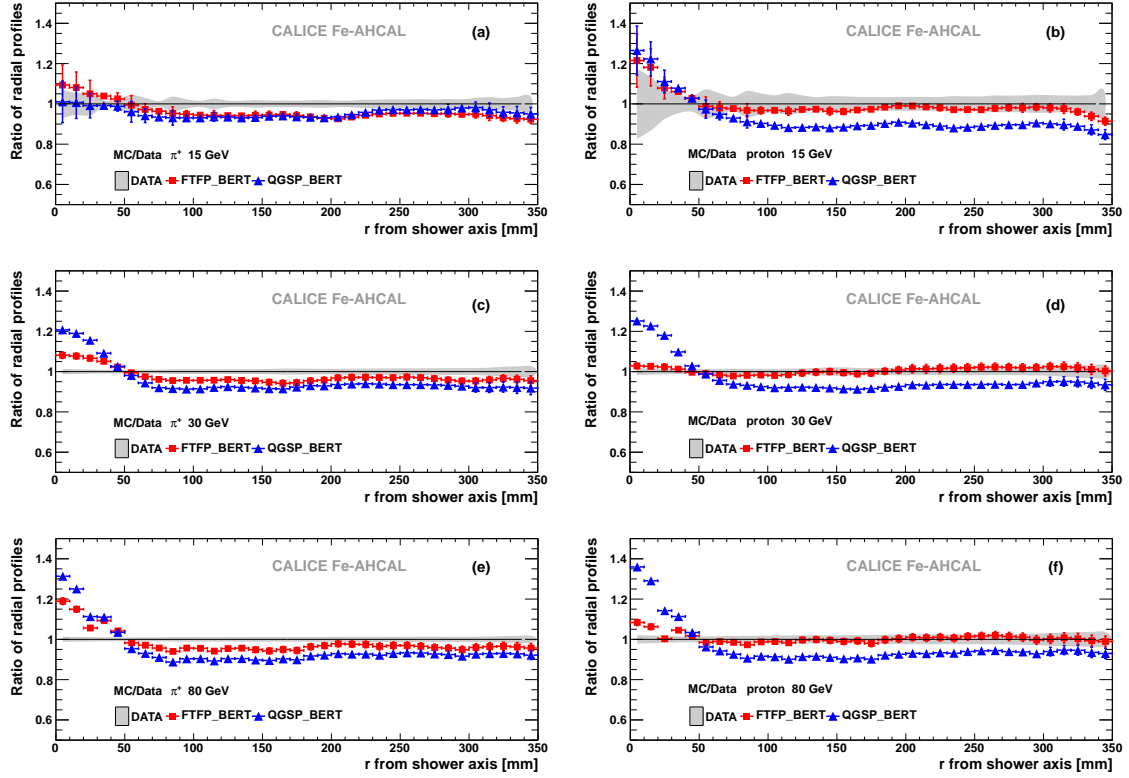 Ratio of radial profiles
1.4
1.2
1
0.8
0.6
CALICE Fe-AHCAL
(a)
MC/Data π⁺ 15 GeV
DATA FTFP_BERT QGSP_BERT
0 50 100 150 200 250 300 350
r from shower axis [mm]
Ratio of radial profiles
1.4
1.2
1
0.8
0.6
CALICE Fe-AHCAL
(b)
MC/Data proton 15 GeV
DATA FTFP_BERT QGSP_BERT
0 50 100 150 200 250 300 350
r from shower axis [mm]
Ratio of radial profiles
1.4
1.2
1
0.8
0.6
CALICE Fe-AHCAL
(c)
MC/Data π⁺ 30 GeV
DATA FTFP_BERT QGSP_BERT
0 50 100 150 200 250 300 350
r from shower axis [mm]
Ratio of radial profiles
1.4
1.2
1
0.8
0.6
CALICE Fe-AHCAL
(d)
MC/Data proton 30 GeV
DATA FTFP_BERT QGSP_BERT
0 50 100 150 200 250 300 350
r from shower axis [mm]
Ratio of radial profiles
1.4
1.2
1
0.8
0.6
CALICE Fe-AHCAL
(e)
MC/Data π⁺ 80 GeV
DATA FTFP_BERT QGSP_BERT
0 50 100 150 200 250 300 350
r from shower axis [mm]
Ratio of radial profiles
1.4
1.2
1
0.8
0.6
CALICE Fe-AHCAL
(f)
MC/Data proton 80 GeV
DATA FTFP_BERT QGSP_BERT
0 50 100 150 200 250 300 350
r from shower axis [mm]